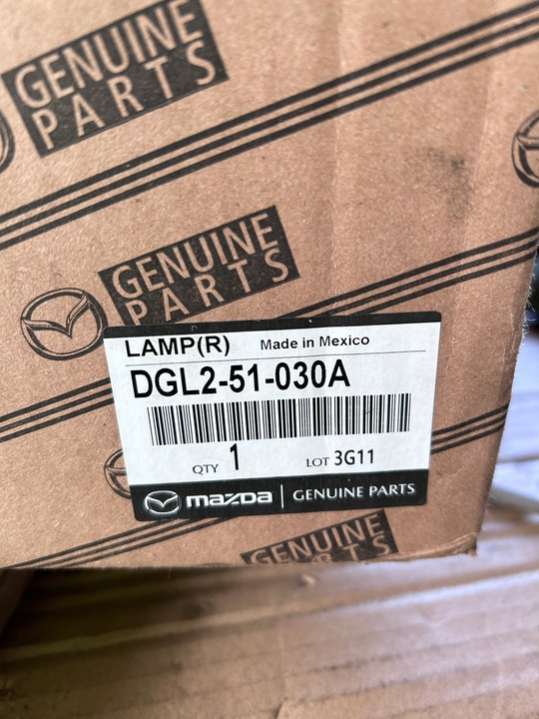 GENUINE
PARTS
GENUINE
PARTS
LAMP(R) Made in Mexico
DGL2-51-030A
QTY 1 LOT 3G11
mazda GENUINE PARTS
GENUINE
PARTS